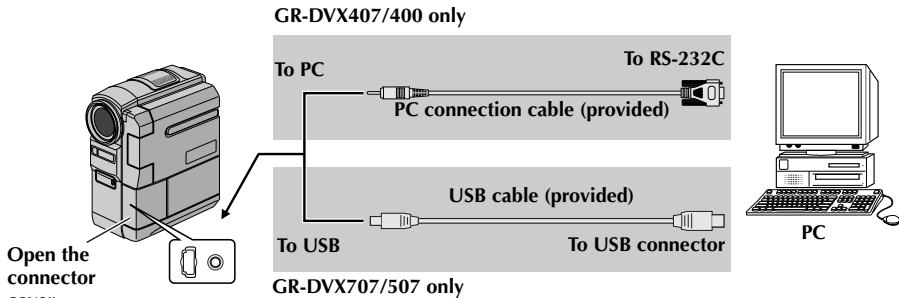 GR-DVX407/400 only
To PC
To RS-232C
PC connection cable (provided)
USB cable (provided)
To USB
To USB connector
PC
Open the
connector
GR-DVX707/507 only